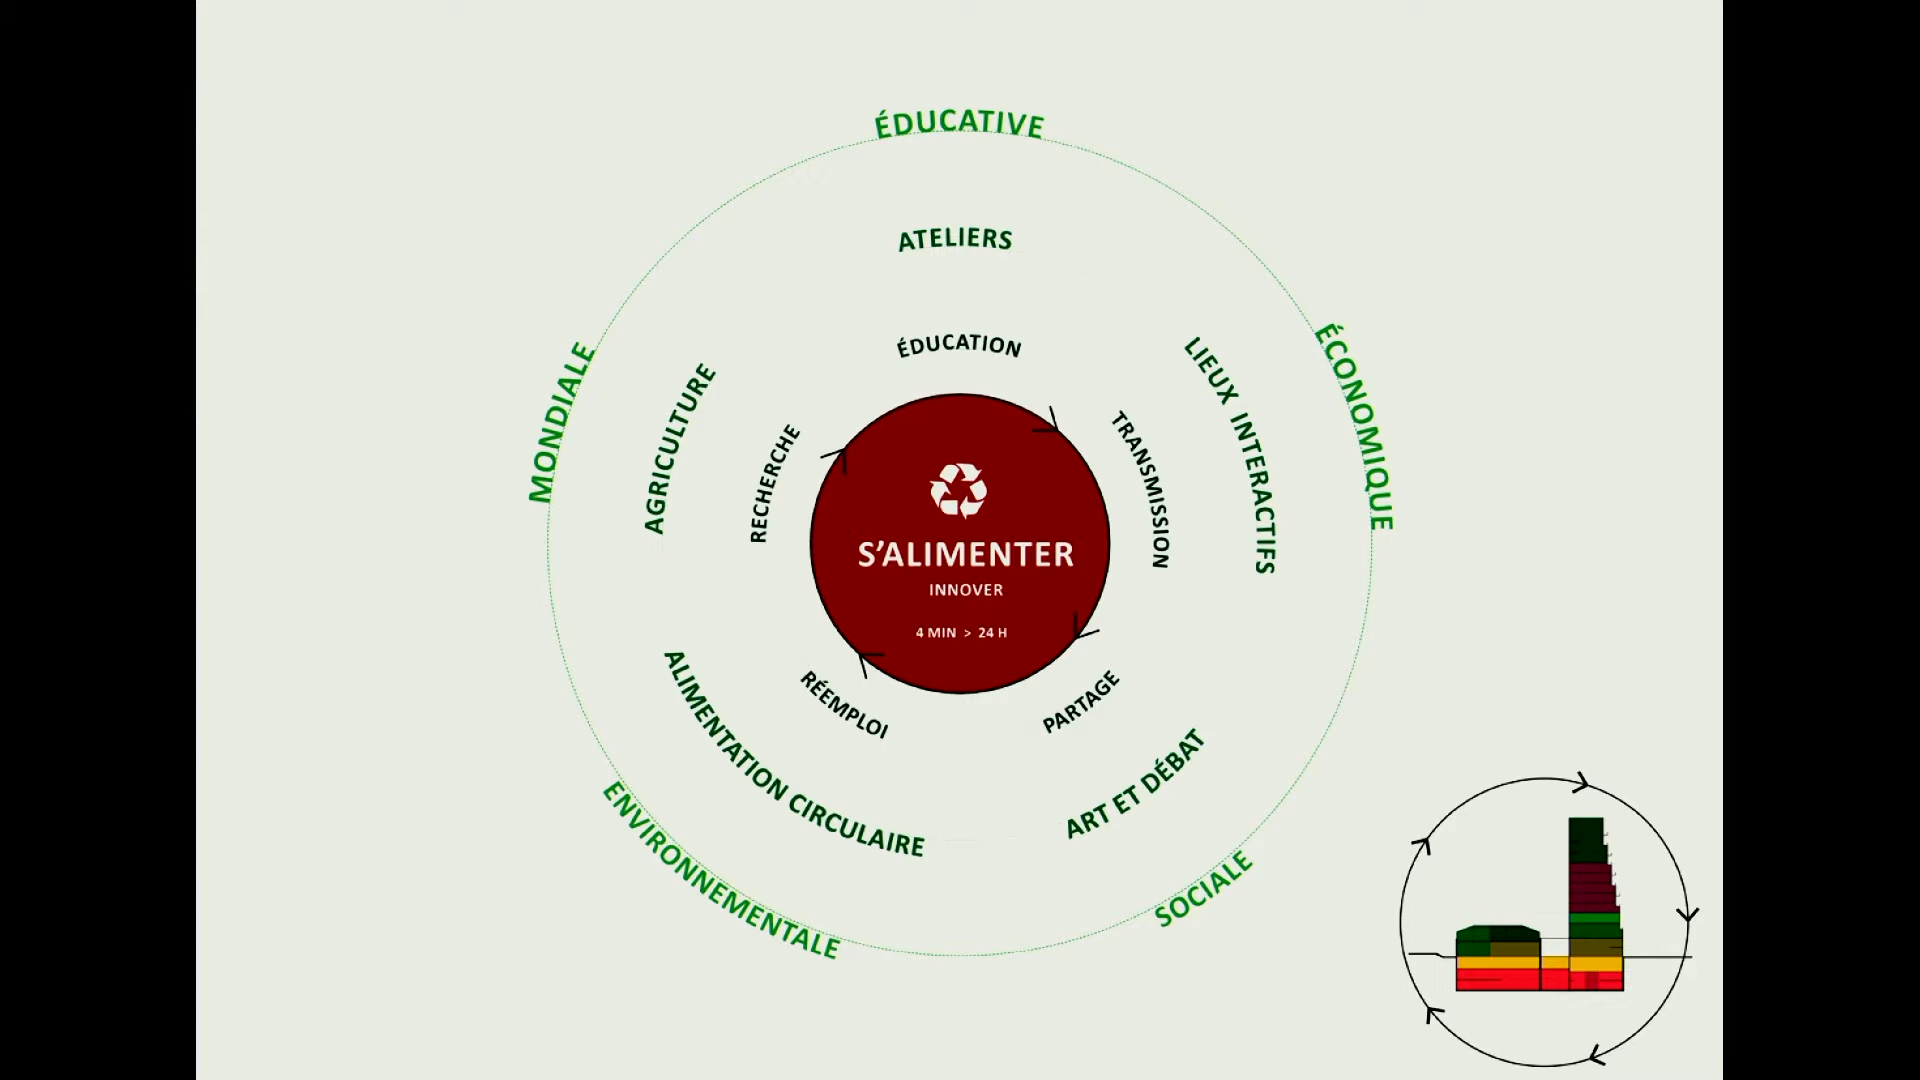 ÉDUCATIVE
ATELIERS
ÉDUCATION
MONDIALE
AGRICULTURE
RECHERCHE
TRANSMISSION
LIEUX INTERACTIFS
ÉCONOMIQUE
S'ALIMENTER
INNOVER
4 MIN > 24 H
RÉEMPLOI
PARTAGE
ALIMENTATION CIRCULAIRE
ART ET DÉBAT
ENVIRONNEMENTALE
SOCIALE